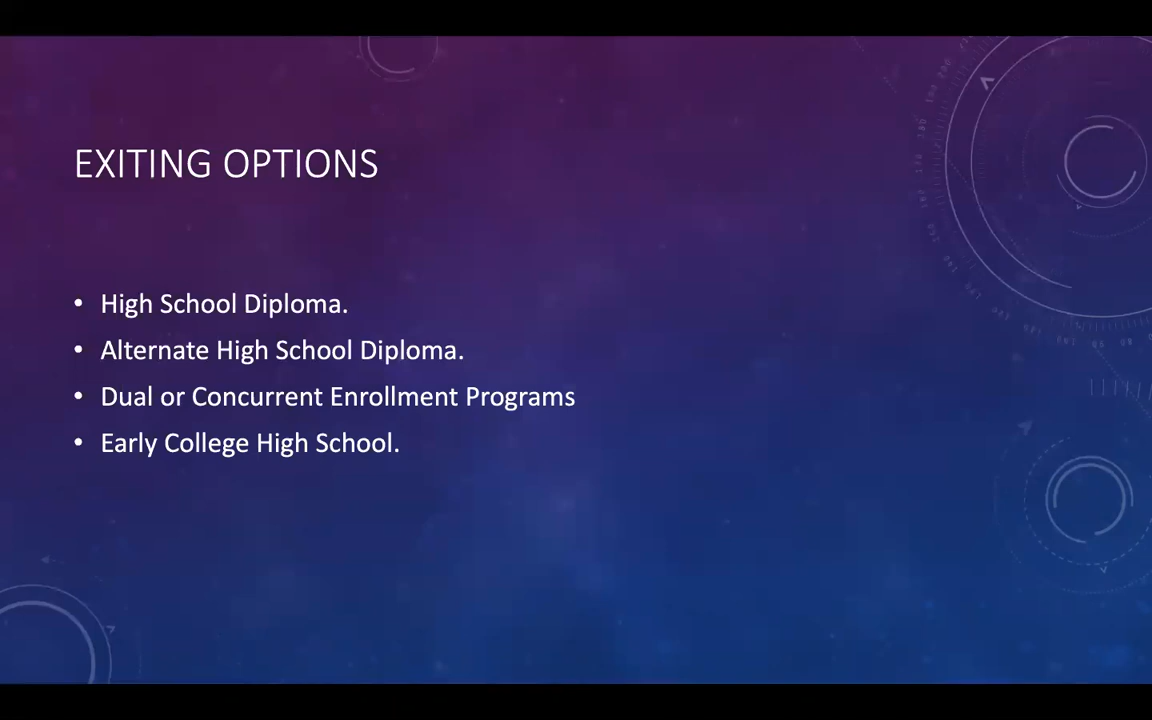 EXITING OPTIONS
• High School Diploma.
• Alternate High School Diploma.
• Dual or Concurrent Enrollment Programs
• Early College High School.